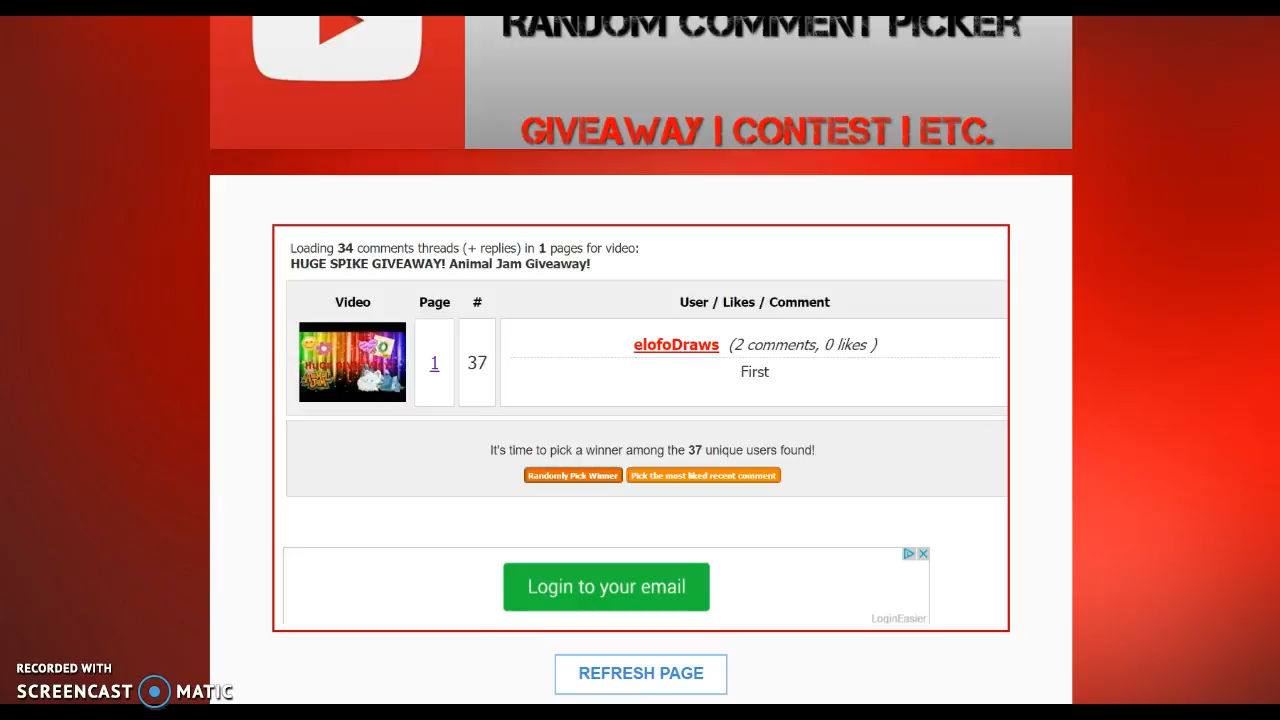 RANDOM COMMENT PICKER
GIVEAWAY | CONTEST | ETC.
Loading 34 comments threads (+ replies) in 1 pages for video:
HUGE SPIKE GIVEAWAY! Animal Jam Giveaway!
Video Page # User / Likes / Comment
1 37 elofoDraws (2 comments, 0 likes )
First
It's time to pick a winner among the 37 unique users found!
Randomly Pick Winner Pick the most liked recent comment
Login to your email
LoginEasier
REFRESH PAGE
RECORDED WITH
SCREENCAST MATIC